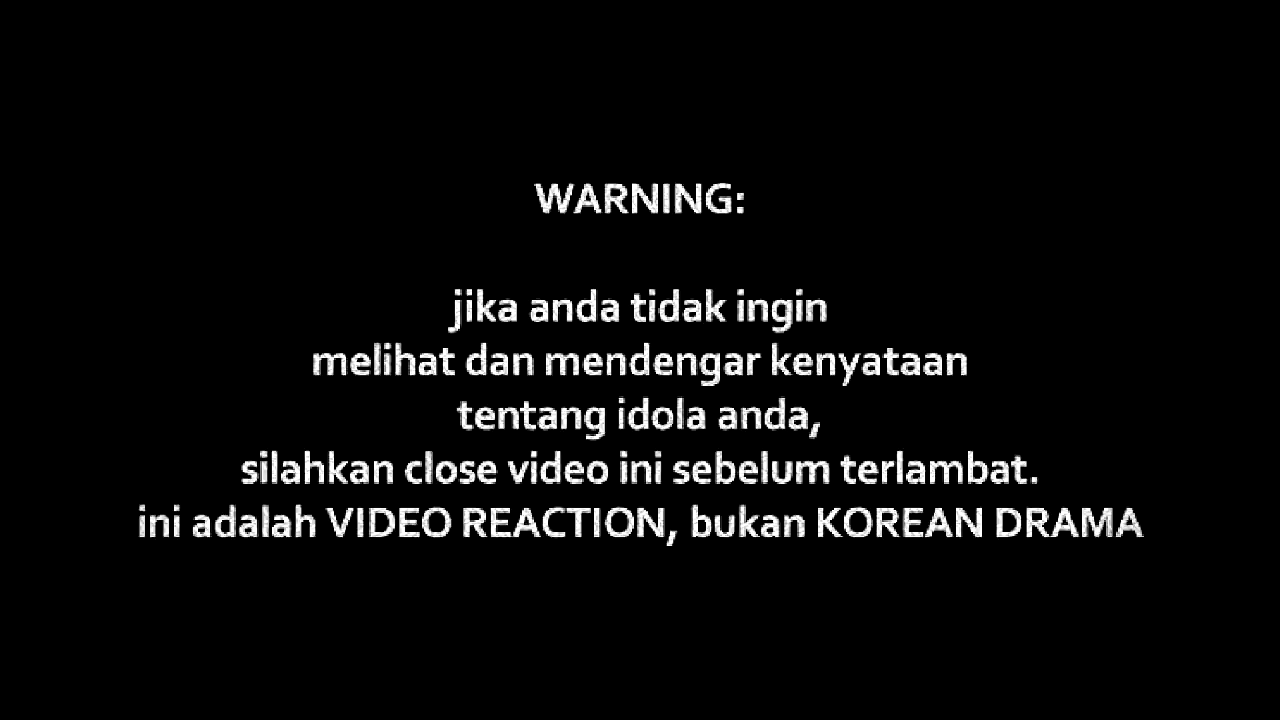 WARNING:
jika anda tidak ingin
melihat dan mendengar kenyataan
tentang idola anda,
silahkan close video ini sebelum terlambat.
ini adalah VIDEO REACTION, bukan KOREAN DRAMA